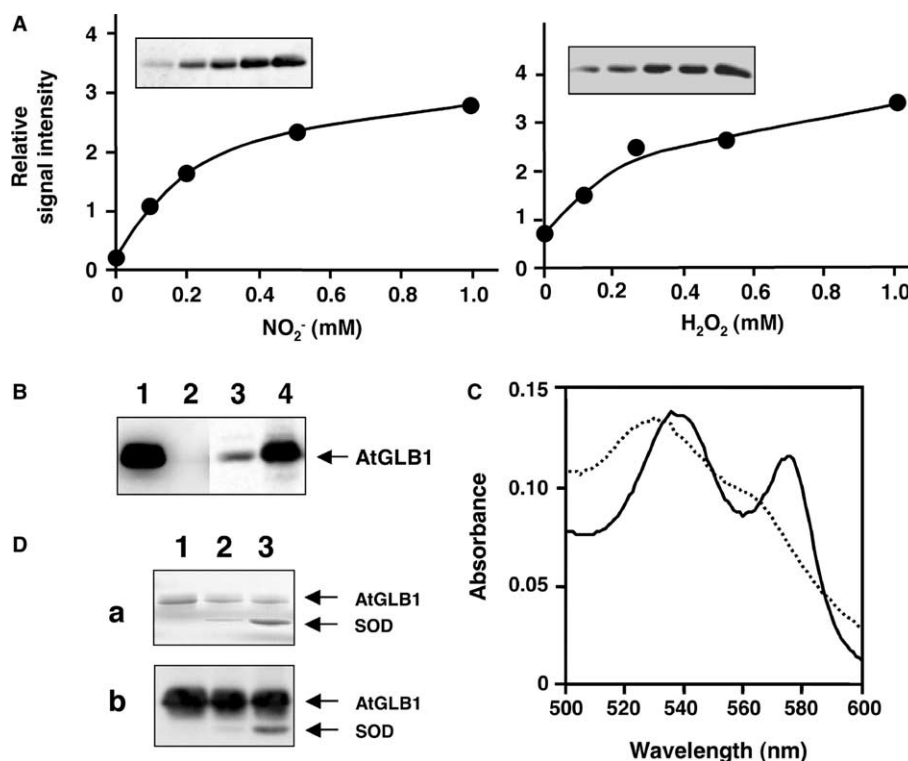 A
Relative
signal intensity
4
3
2
1
0
0 0.2 0.4 0.6 0.8 1.0
NO₂⁻ (mM)
4
3
2
1
0
0 0.2 0.4 0.6 0.8 1.0
H₂O₂ (mM)
B
1 2 3 4
AtGLB1
C
Absorbance
0.15
0.10
0.05
0
500 520 540 560 580 600
Wavelength (nm)
D
1 2 3
a
AtGLB1
SOD
b
AtGLB1
SOD